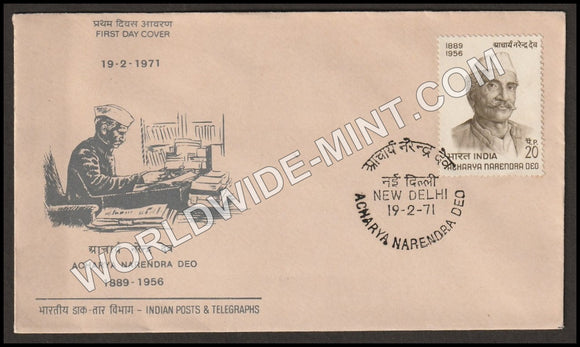 प्रथम दिवस आवरण
FIRST DAY COVER
19-2-1971
आचार्य नरेन्द्र देव
ACHARYA NARENDRA DEO
1889-1956
भारतीय डाक-तार विभाग - INDIAN POSTS & TELEGRAPHS
1889
1956
आचार्य नरेन्द्र देव
भारत INDIA
पै. P.
20
ACHARYA NARENDRA DEO
आचार्य नरेन्द्र देव
नई दिल्ली
NEW DELHI
19-2-71
ACHARYA NARENDRA DEO
WORLDWIDE-MINT.COM